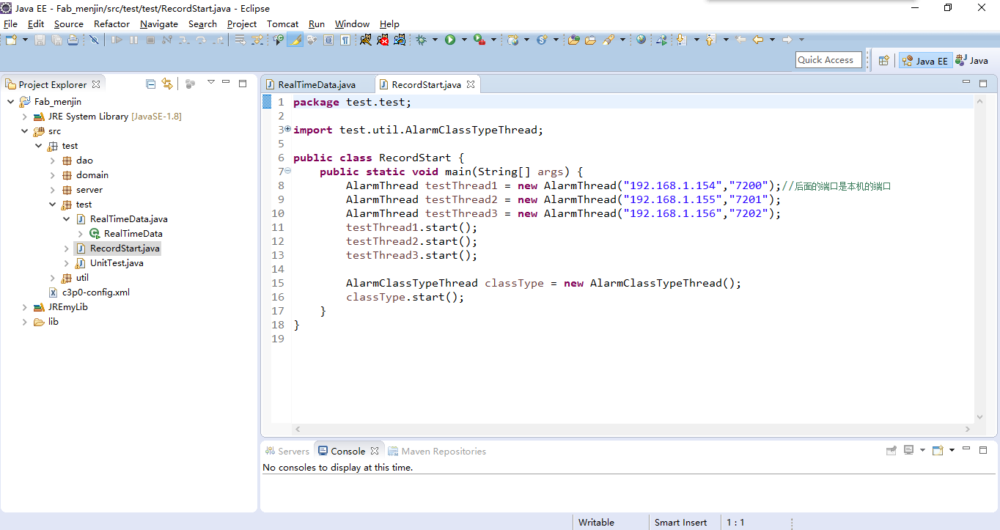 Java EE - Fab_menjin/src/test/test/RecordStart.java - Eclipse
File Edit Source Refactor Navigate Search Project Tomcat Run Window Help
Quick Access
Java EE
Java
Project Explorer
Fab_menjin
JRE System Library [JavaSE-1.8]
src
test
dao
domain
server
test
RealTimeData.java
RealTimeData
RecordStart.java
UnitTest.java
util
c3p0-config.xml
JREmyLib
lib
RealTimeData.java RecordStart.java
1 package test.test;
2
3 import test.util.AlarmClassTypeThread;
5
6 public class RecordStart {
7 public static void main(String[] args) {
8 AlarmThread testThread1 = new AlarmThread("192.168.1.154","7200");//后面的端口是本机的端口
9 AlarmThread testThread2 = new AlarmThread("192.168.1.155","7201");
10 AlarmThread testThread3 = new AlarmThread("192.168.1.156","7202");
11 testThread1.start();
12 testThread2.start();
13 testThread3.start();
14
15 AlarmClassTypeThread classType = new AlarmClassTypeThread();
16 classType.start();
17 }
18 }
19
Servers Console Maven Repositories
No consoles to display at this time.
Writable Smart Insert 1 : 1